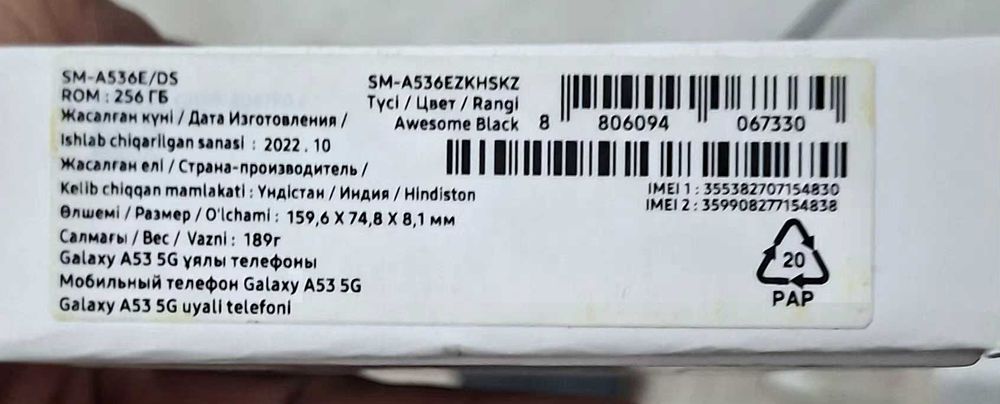 SM-A536E/DS
ROM : 256 ГБ
Жасалған күні / Дата Изготовления /
Ishlab chiqarilgan sanasi : 2022 . 10
Жасалған елі / Страна-производитель /
Kelib chiqqan mamlakati : Үндістан / Индия / Hindiston
Өлшемі / Размер / O'lchami : 159,6 X 74,8 X 8,1 мм
Салмағы / Вес / Vazni : 189г
Galaxy A53 5G ұялы телефоны
Мобильный телефон Galaxy A53 5G
Galaxy A53 5G uyali telefoni
SM-A536EZKHSKZ
Түсі / Цвет / Rangi
Awesome Black
8 806094 067330
IMEI 1 : 355382707154830
IMEI 2 : 359908277154838
20
PAP